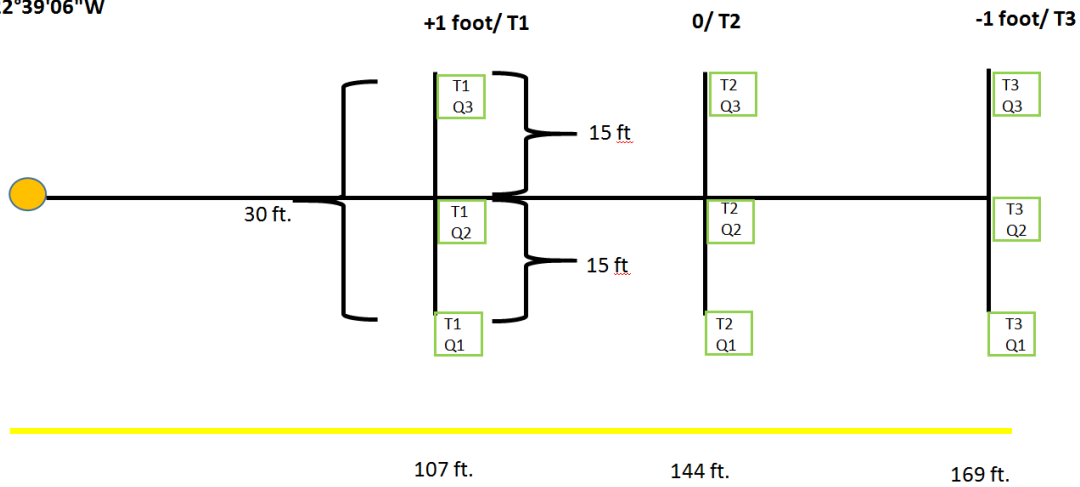 2°39'06"W
+1 foot/ T1
0/ T2
-1 foot/ T3
T1
Q3
T2
Q3
T3
Q3
15 ft
30 ft.
T1
Q2
T2
Q2
T3
Q2
15 ft
T1
Q1
T2
Q1
T3
Q1
107 ft.
144 ft.
169 ft.